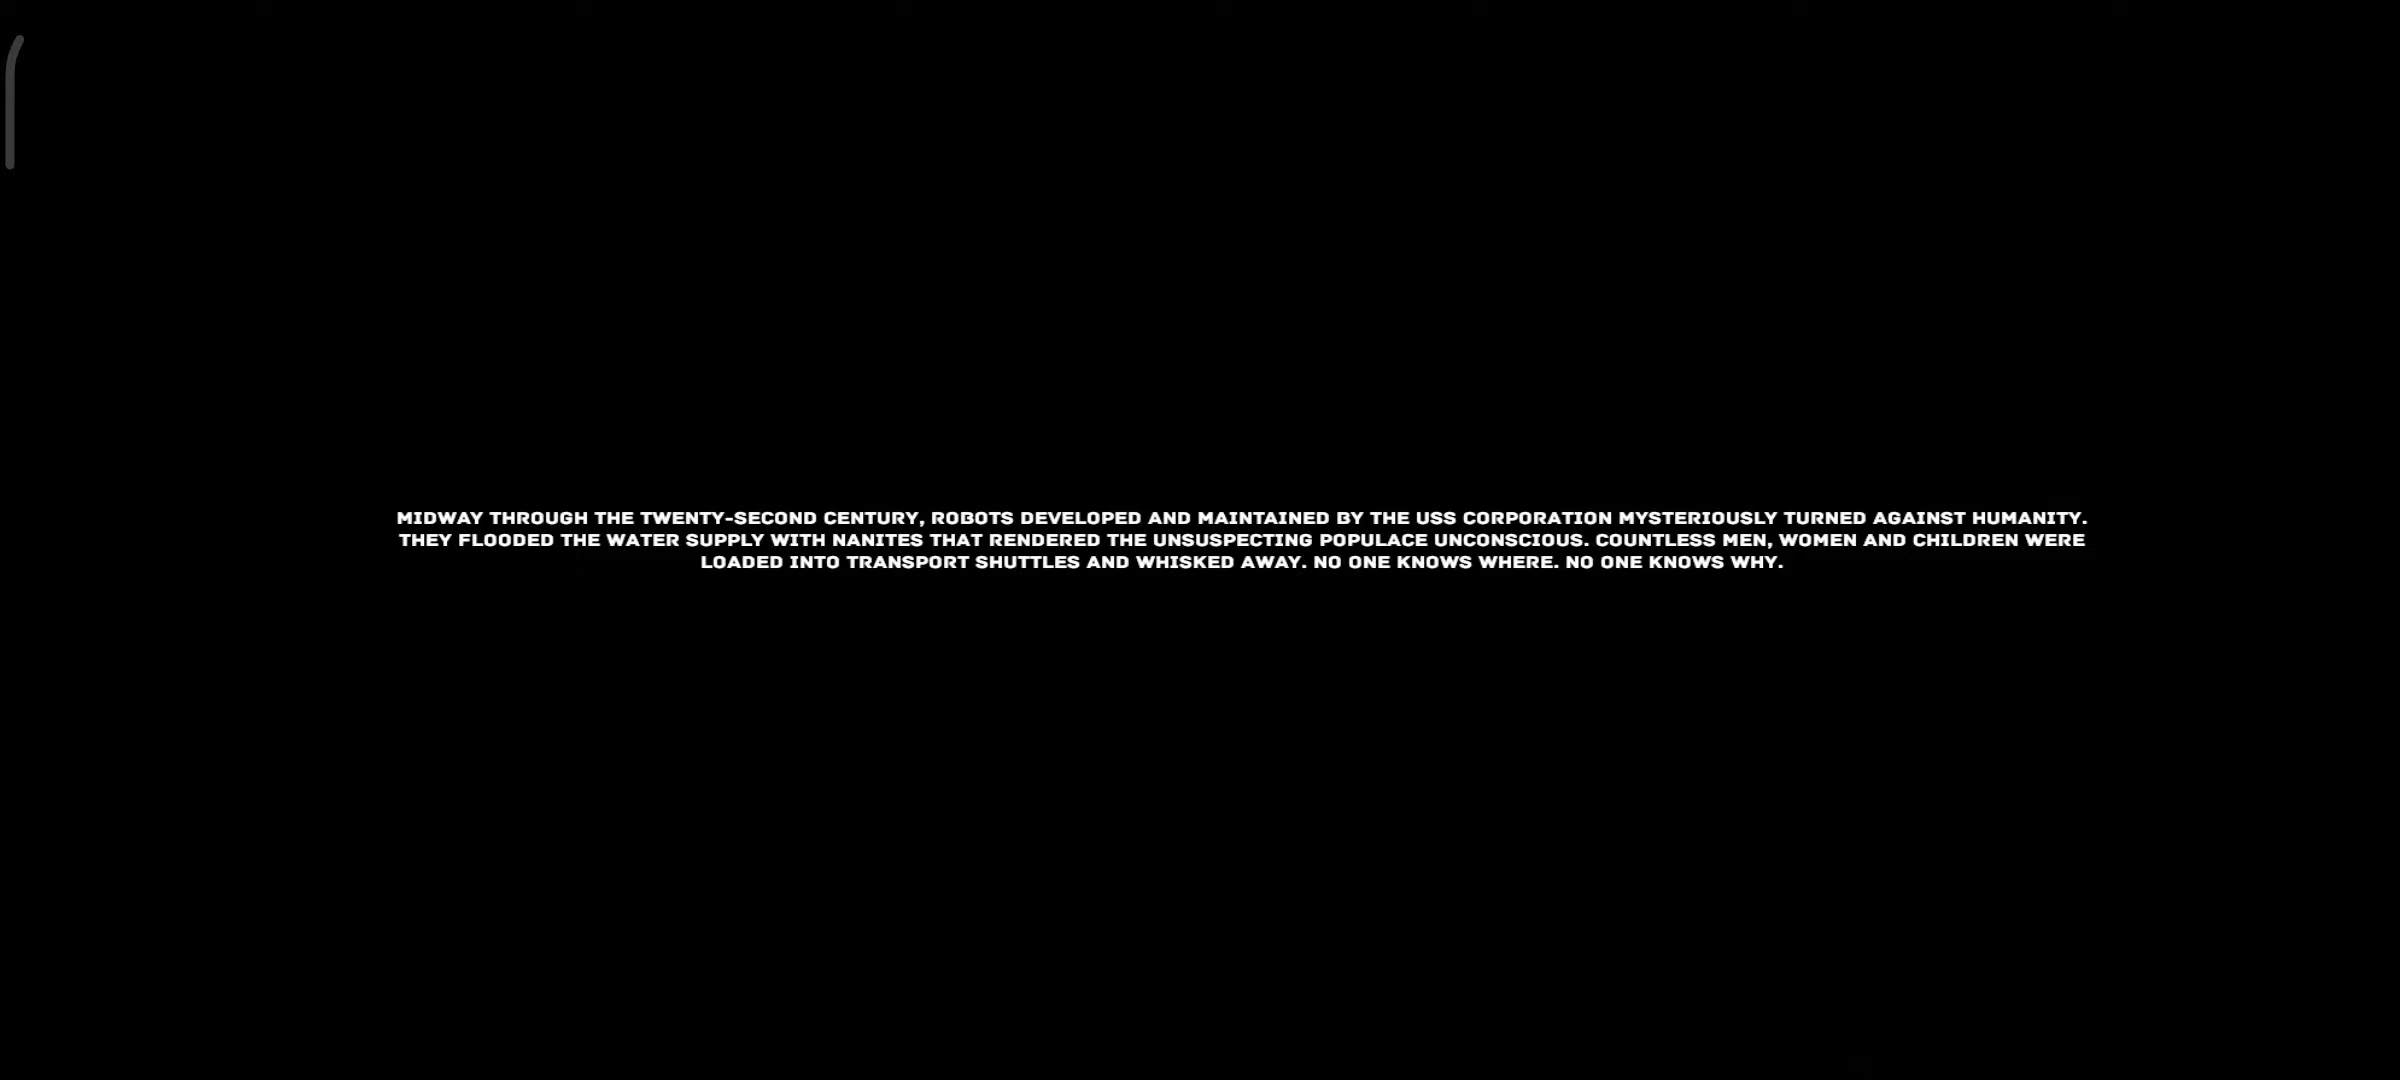 MIDWAY THROUGH THE TWENTY-SECOND CENTURY, ROBOTS DEVELOPED AND MAINTAINED BY THE USS CORPORATION MYSTERIOUSLY TURNED AGAINST HUMANITY.
THEY FLOODED THE WATER SUPPLY WITH NANITES THAT RENDERED THE UNSUSPECTING POPULACE UNCONSCIOUS. COUNTLESS MEN, WOMEN AND CHILDREN WERE
LOADED INTO TRANSPORT SHUTTLES AND WHISKED AWAY. NO ONE KNOWS WHERE. NO ONE KNOWS WHY.